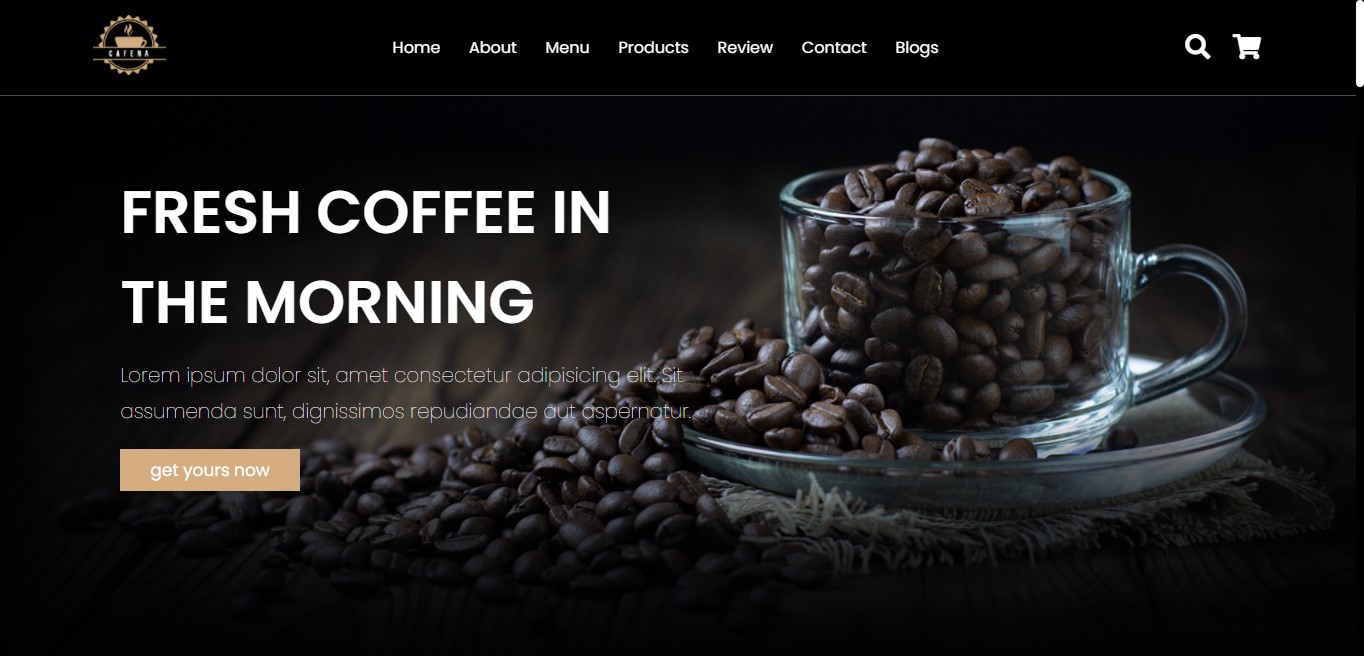 CAFENA
Home About Menu Products Review Contact Blogs
FRESH COFFEE IN
THE MORNING
Lorem ipsum dolor sit, amet consectetur adipisicing elit. Sit
assumenda sunt, dignissimos repudiandae aut aspernatur.
get yours now